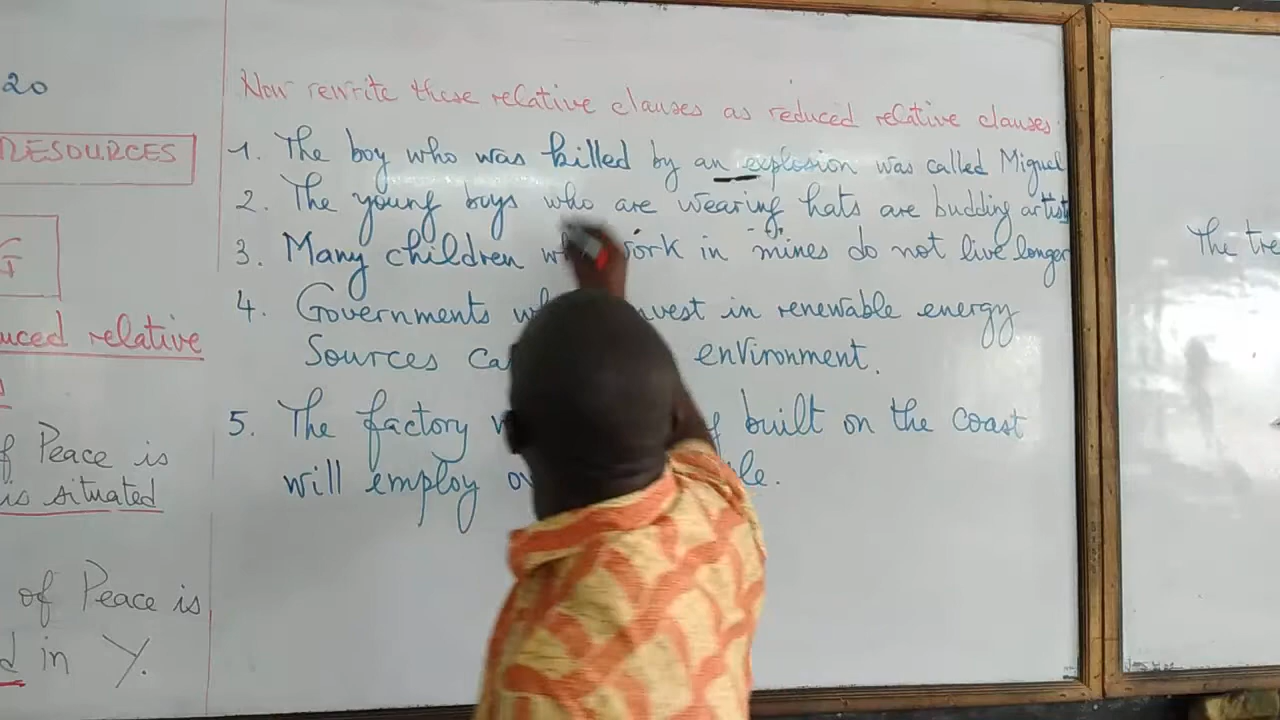 20
RESOURCES
uced relative
f Peace is
is situated
of Peace is
d in Y.
Now rewrite these relative clauses as reduced relative clauses.
1. The boy who was killed by an explosion was called Miguel
2. The young boys who are wearing hats are budding artist
3. Many children work in mines do not live longer
4. Governments invest in renewable energy
Sources environment.
5. The factory built on the coast
will employ
The tre